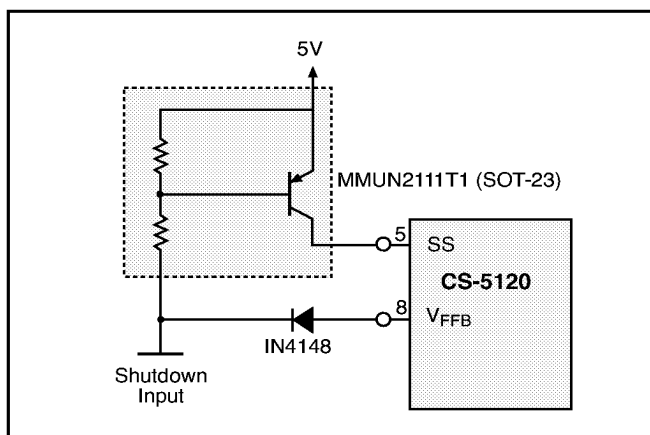 5V
MMUN2111T1 (SOT-23)
5
SS
CS-5120
8
VFFB
IN4148
Shutdown
Input